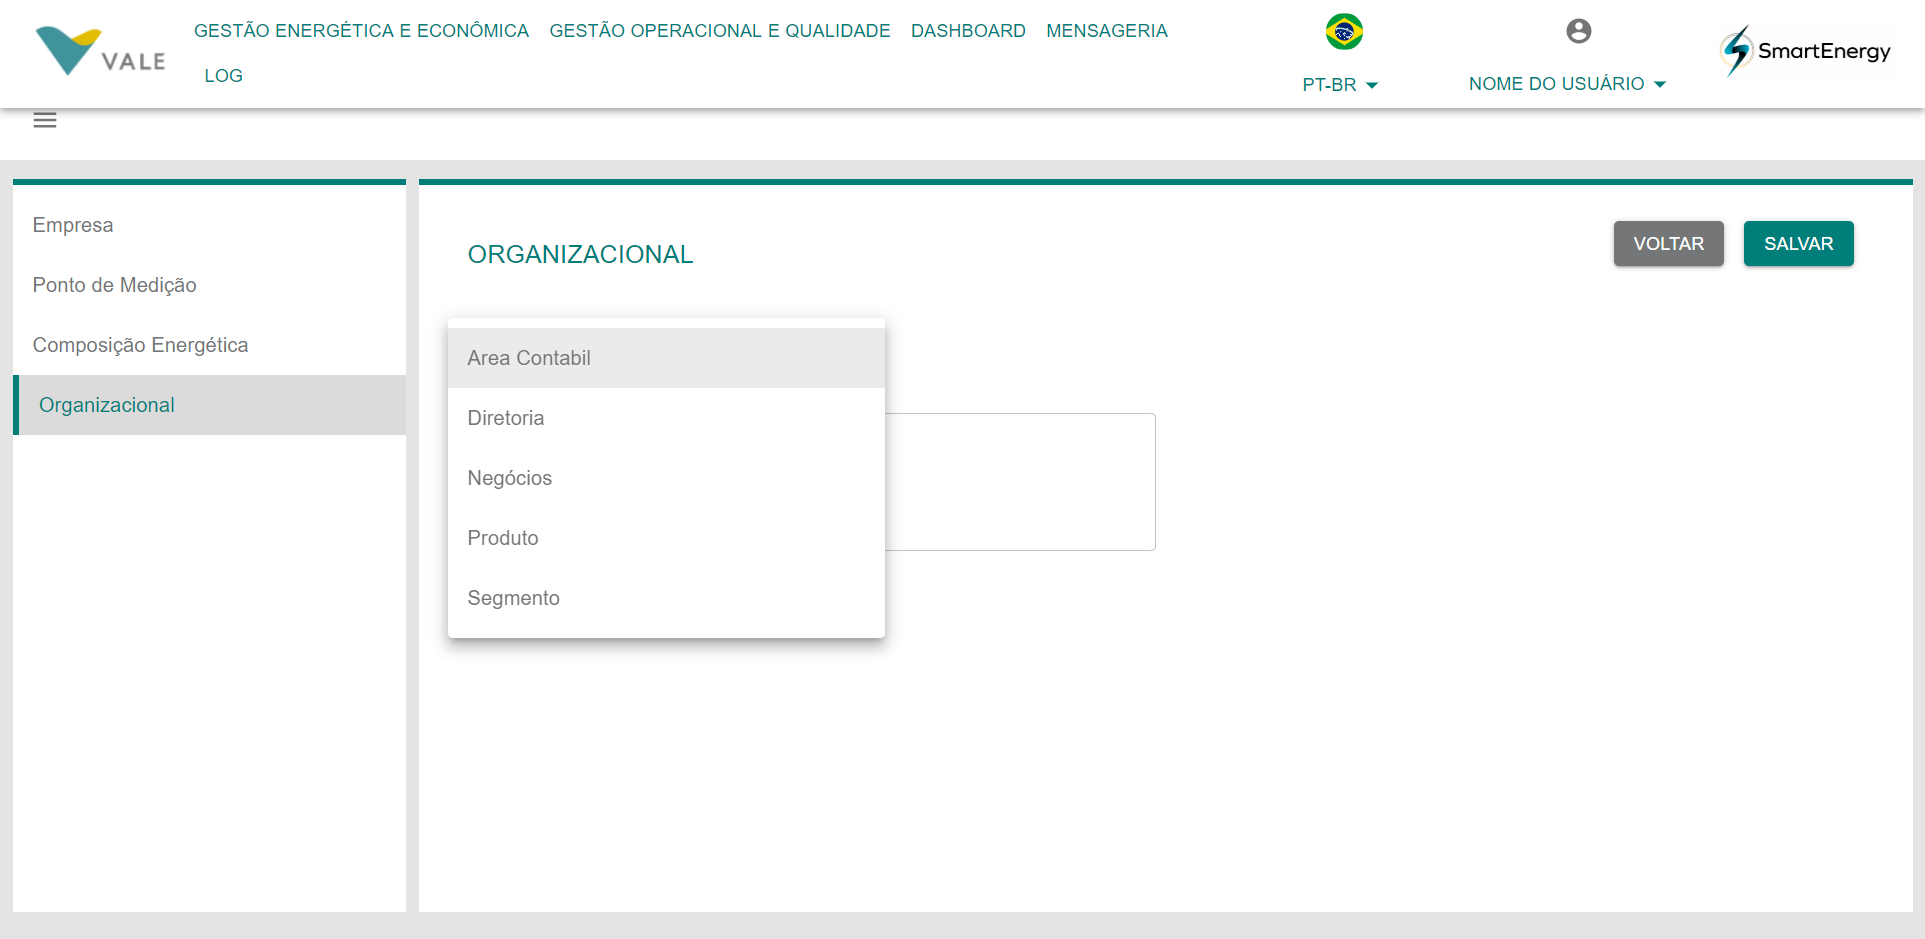 VALE
GESTÃO ENERGÉTICA E ECONÔMICA
GESTÃO OPERACIONAL E QUALIDADE
DASHBOARD
MENSAGERIA
LOG
PT-BR
NOME DO USUÁRIO
SmartEnergy
Empresa
Ponto de Medição
Composição Energética
Organizacional
ORGANIZACIONAL
VOLTAR
SALVAR
Area Contabil
Diretoria
Negócios
Produto
Segmento